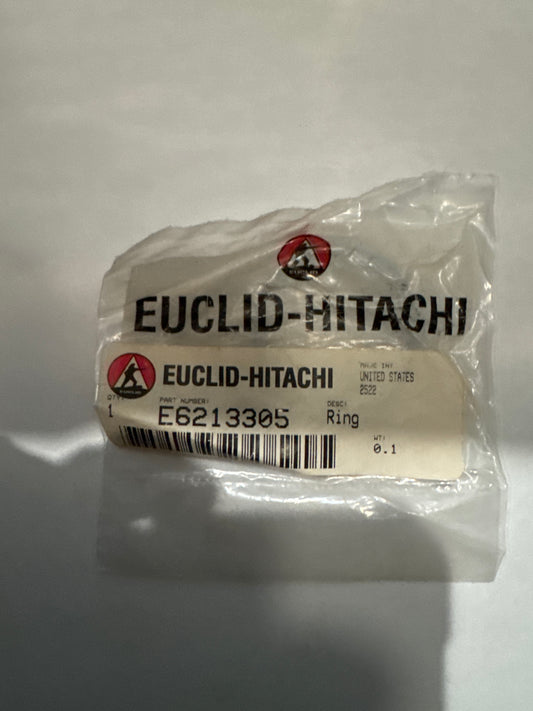 EUCLID
EUCLID-HITACHI
EUCLID-HITACHI
MADE IN:
UNITED STATES
2522
QTY:
1
PART NUMBER:
E6213305
DESC:
Ring
WT:
0.1